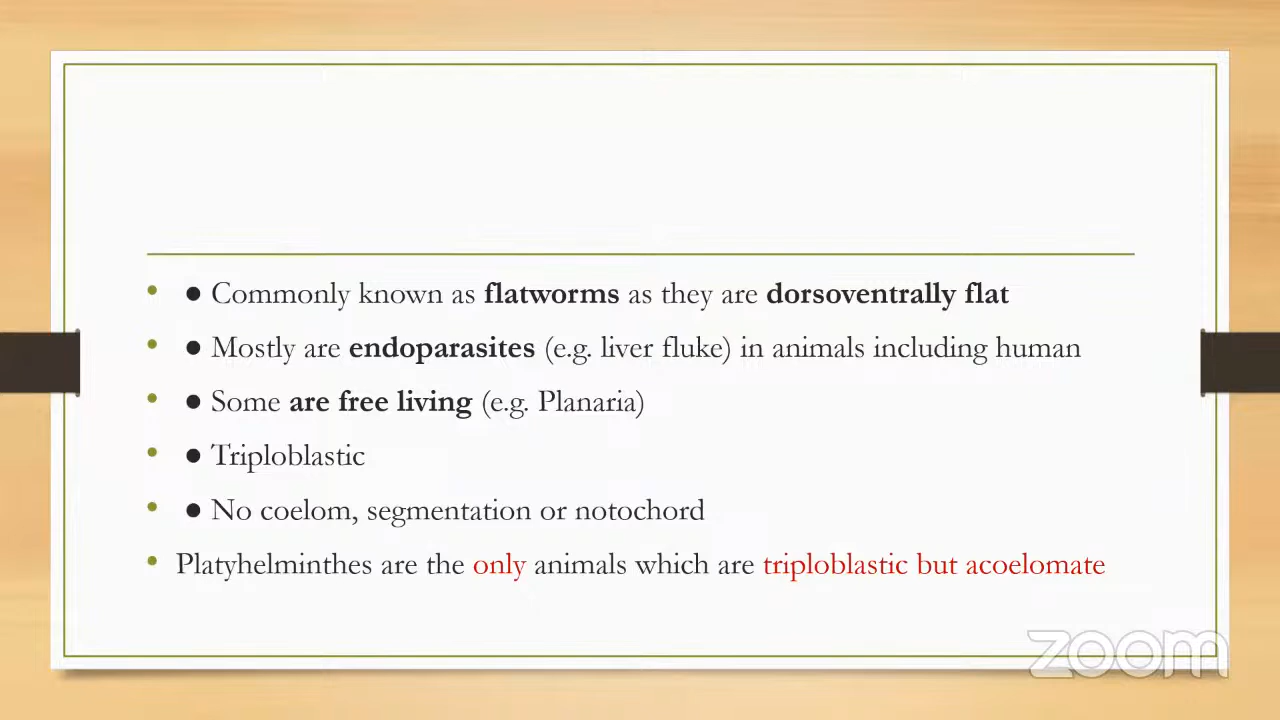 • ● Commonly known as flatworms as they are dorsoventrally flat
• ● Mostly are endoparasites (e.g. liver fluke) in animals including human
• ● Some are free living (e.g. Planaria)
• ● Triploblastic
• ● No coelom, segmentation or notochord
• Platyhelminthes are the only animals which are triploblastic but acoelomate
zoom